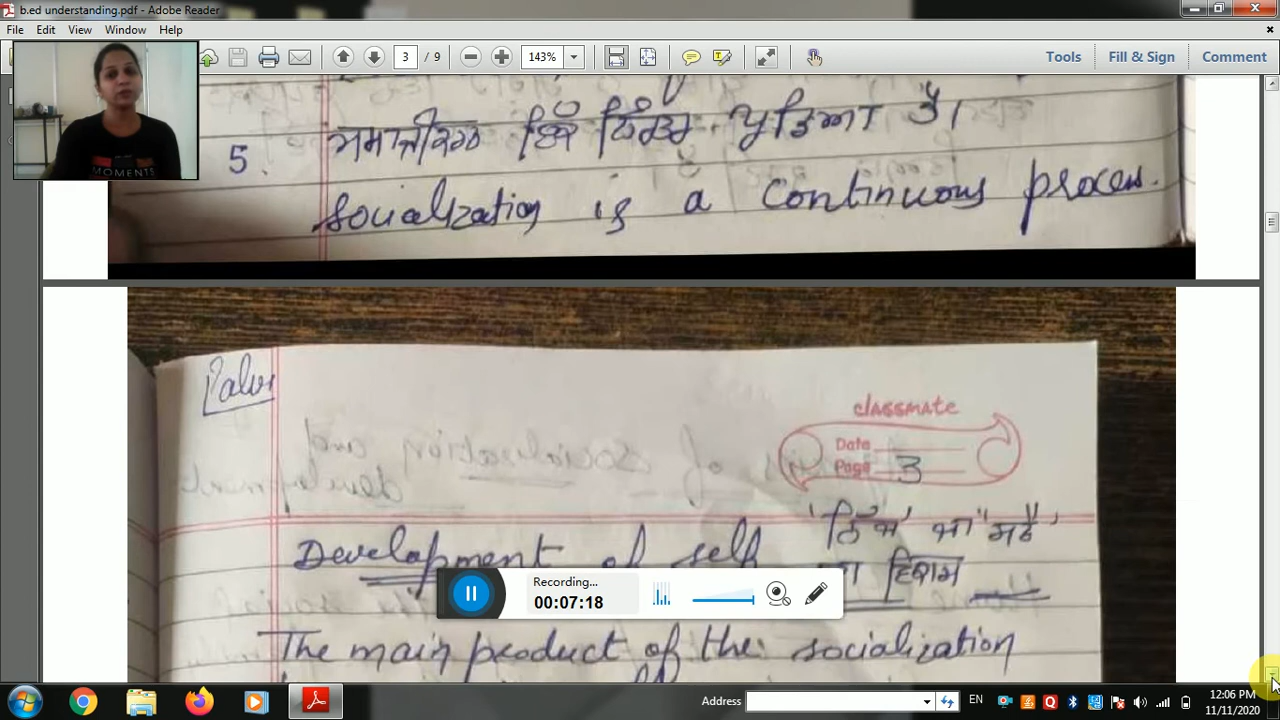 b.ed understanding.pdf - Adobe Reader
File Edit View Window Help
3 / 9 143% Tools Fill & Sign Comment
MOMENTS
5. ਸਮਾਜੀਕਰਨ ਇੱਕ ਨਿਰੰਤਰ ਪ੍ਰਕਿਰਿਆ ਹੈ।
socialization is a continuous process.
classmate
Date
Page 3
Development of self 'ਨਿੱਜ' ਜਾਂ "ਸਵੈ"
ਦਾ ਵਿਕਾਸ
The main product of the socialization
Recording...
00:07:18
Address EN 12:06 PM
11/11/2020